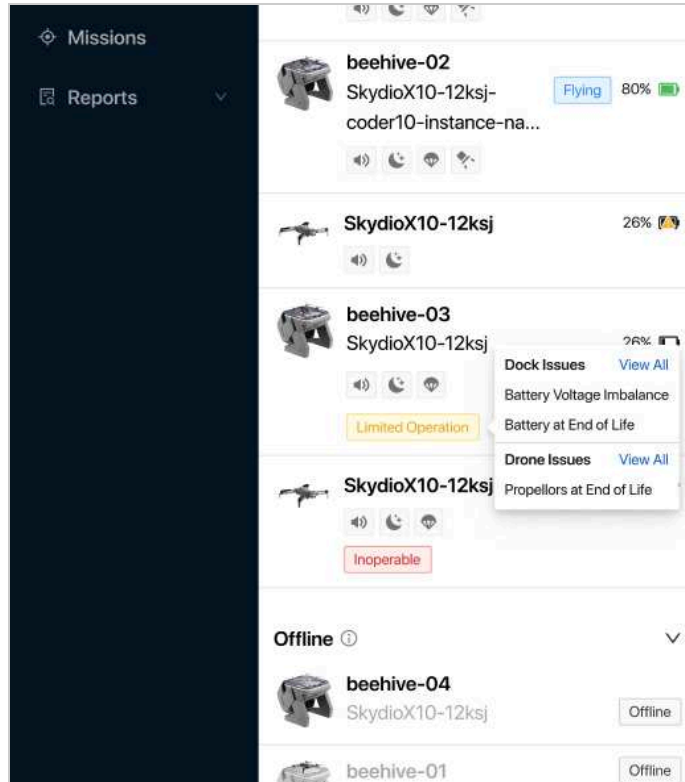 Missions
Reports
beehive-02
SkydioX10-12ksj-
coder10-instance-na...
Flying
80%
SkydioX10-12ksj
26%
beehive-03
SkydioX10-12ksj
26%
Limited Operation
Dock Issues View All
Battery Voltage Imbalance
Battery at End of Life
Drone Issues View All
Propellors at End of Life
SkydioX10-12ksj
Inoperable
Offline
beehive-04
SkydioX10-12ksj
Offline
beehive-01
Offline